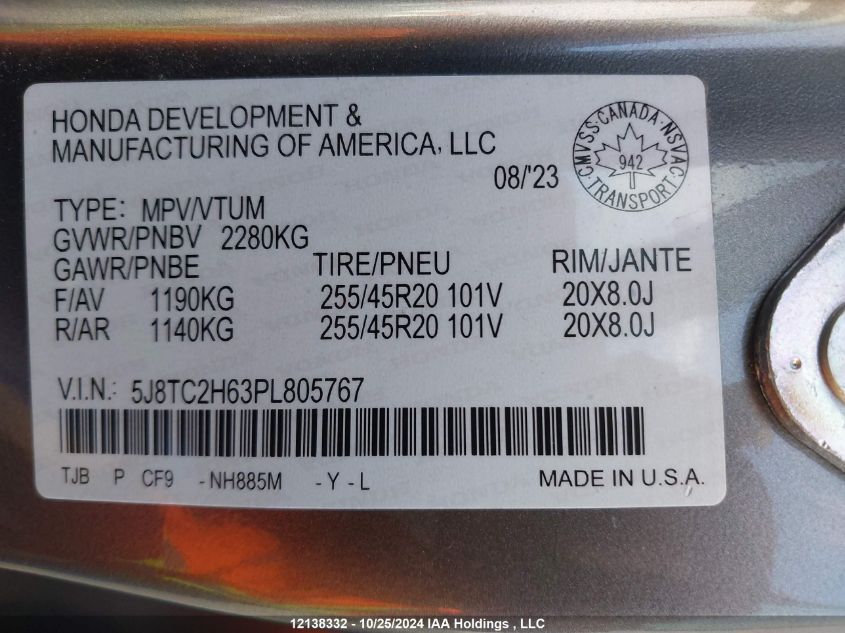 HONDA DEVELOPMENT &
MANUFACTURING OF AMERICA, LLC
08/'23
CMVSS·CANADA·NSVAC
942
TRANSPORT
TYPE: MPV/VTUM
GVWR/PNBV 2280KG
GAWR/PNBE TIRE/PNEU RIM/JANTE
F/AV 1190KG 255/45R20 101V 20X8.0J
R/AR 1140KG 255/45R20 101V 20X8.0J
V.I.N.: 5J8TC2H63PL805767
TJB P CF9 -NH885M -Y-L MADE IN U.S.A.
12138332 - 10/25/2024 IAA Holdings , LLC